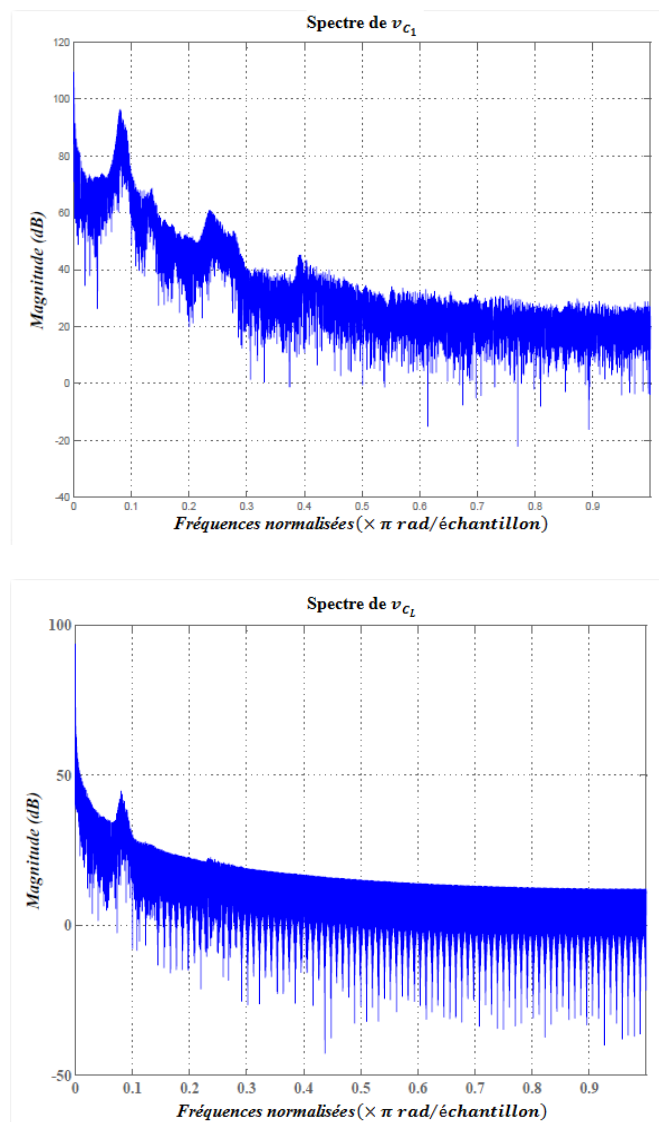 Spectre de v_{C_1}
120
100
80
60
40
20
0
-20
-40
Magnitude (dB)
0 0.1 0.2 0.3 0.4 0.5 0.6 0.7 0.8 0.9
Fréquences normalisées(× π rad/échantillon)
Spectre de v_{C_L}
100
50
0
-50
Magnitude (dB)
0 0.1 0.2 0.3 0.4 0.5 0.6 0.7 0.8 0.9
Fréquences normalisées (× π rad/échantillon)